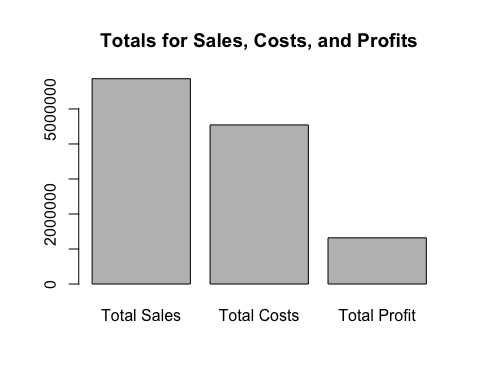 Totals for Sales, Costs, and Profits
5000000
2000000
0
Total Sales Total Costs Total Profit